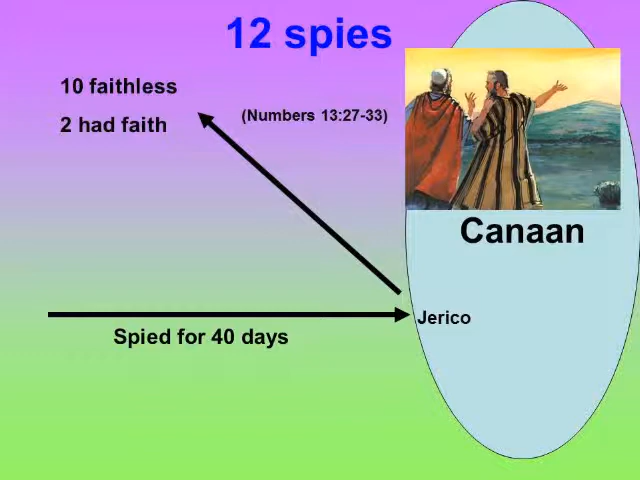 12 spies
10 faithless
2 had faith
(Numbers 13:27-33)
Canaan
Jerico
Spied for 40 days